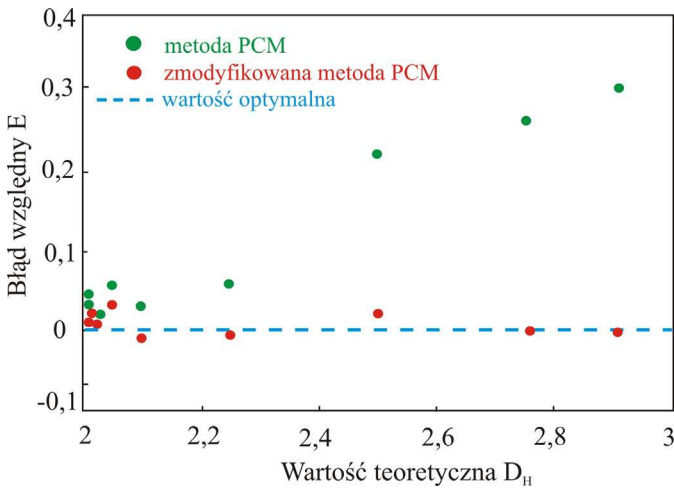 0,4
metoda PCM
zmodyfikowana metoda PCM
wartość optymalna
0,3
0,2
0,1
0
-0,1
Błąd względny E
2 2,2 2,4 2,6 2,8 3
Wartość teoretyczna D_H